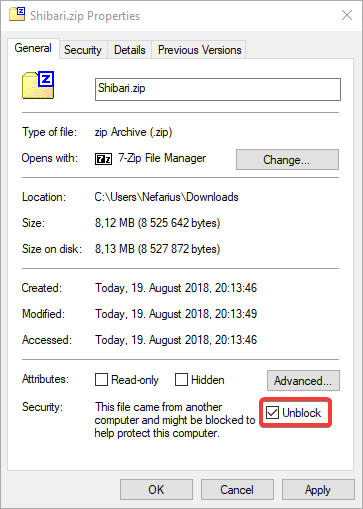 Shibari.zip Properties
General Security Details Previous Versions
Shibari.zip
Type of file: zip Archive (.zip)
Opens with: 7-Zip File Manager Change...
Location: C:\Users\Nefarius\Downloads
Size: 8,12 MB (8 525 642 bytes)
Size on disk: 8,13 MB (8 527 872 bytes)
Created: Today, 19. August 2018, 20:13:46
Modified: Today, 19. August 2018, 20:13:49
Accessed: Today, 19. August 2018, 20:13:46
Attributes: Read-only Hidden Advanced...
Security: This file came from another
computer and might be blocked to
help protect this computer.
Unblock
OK Cancel Apply